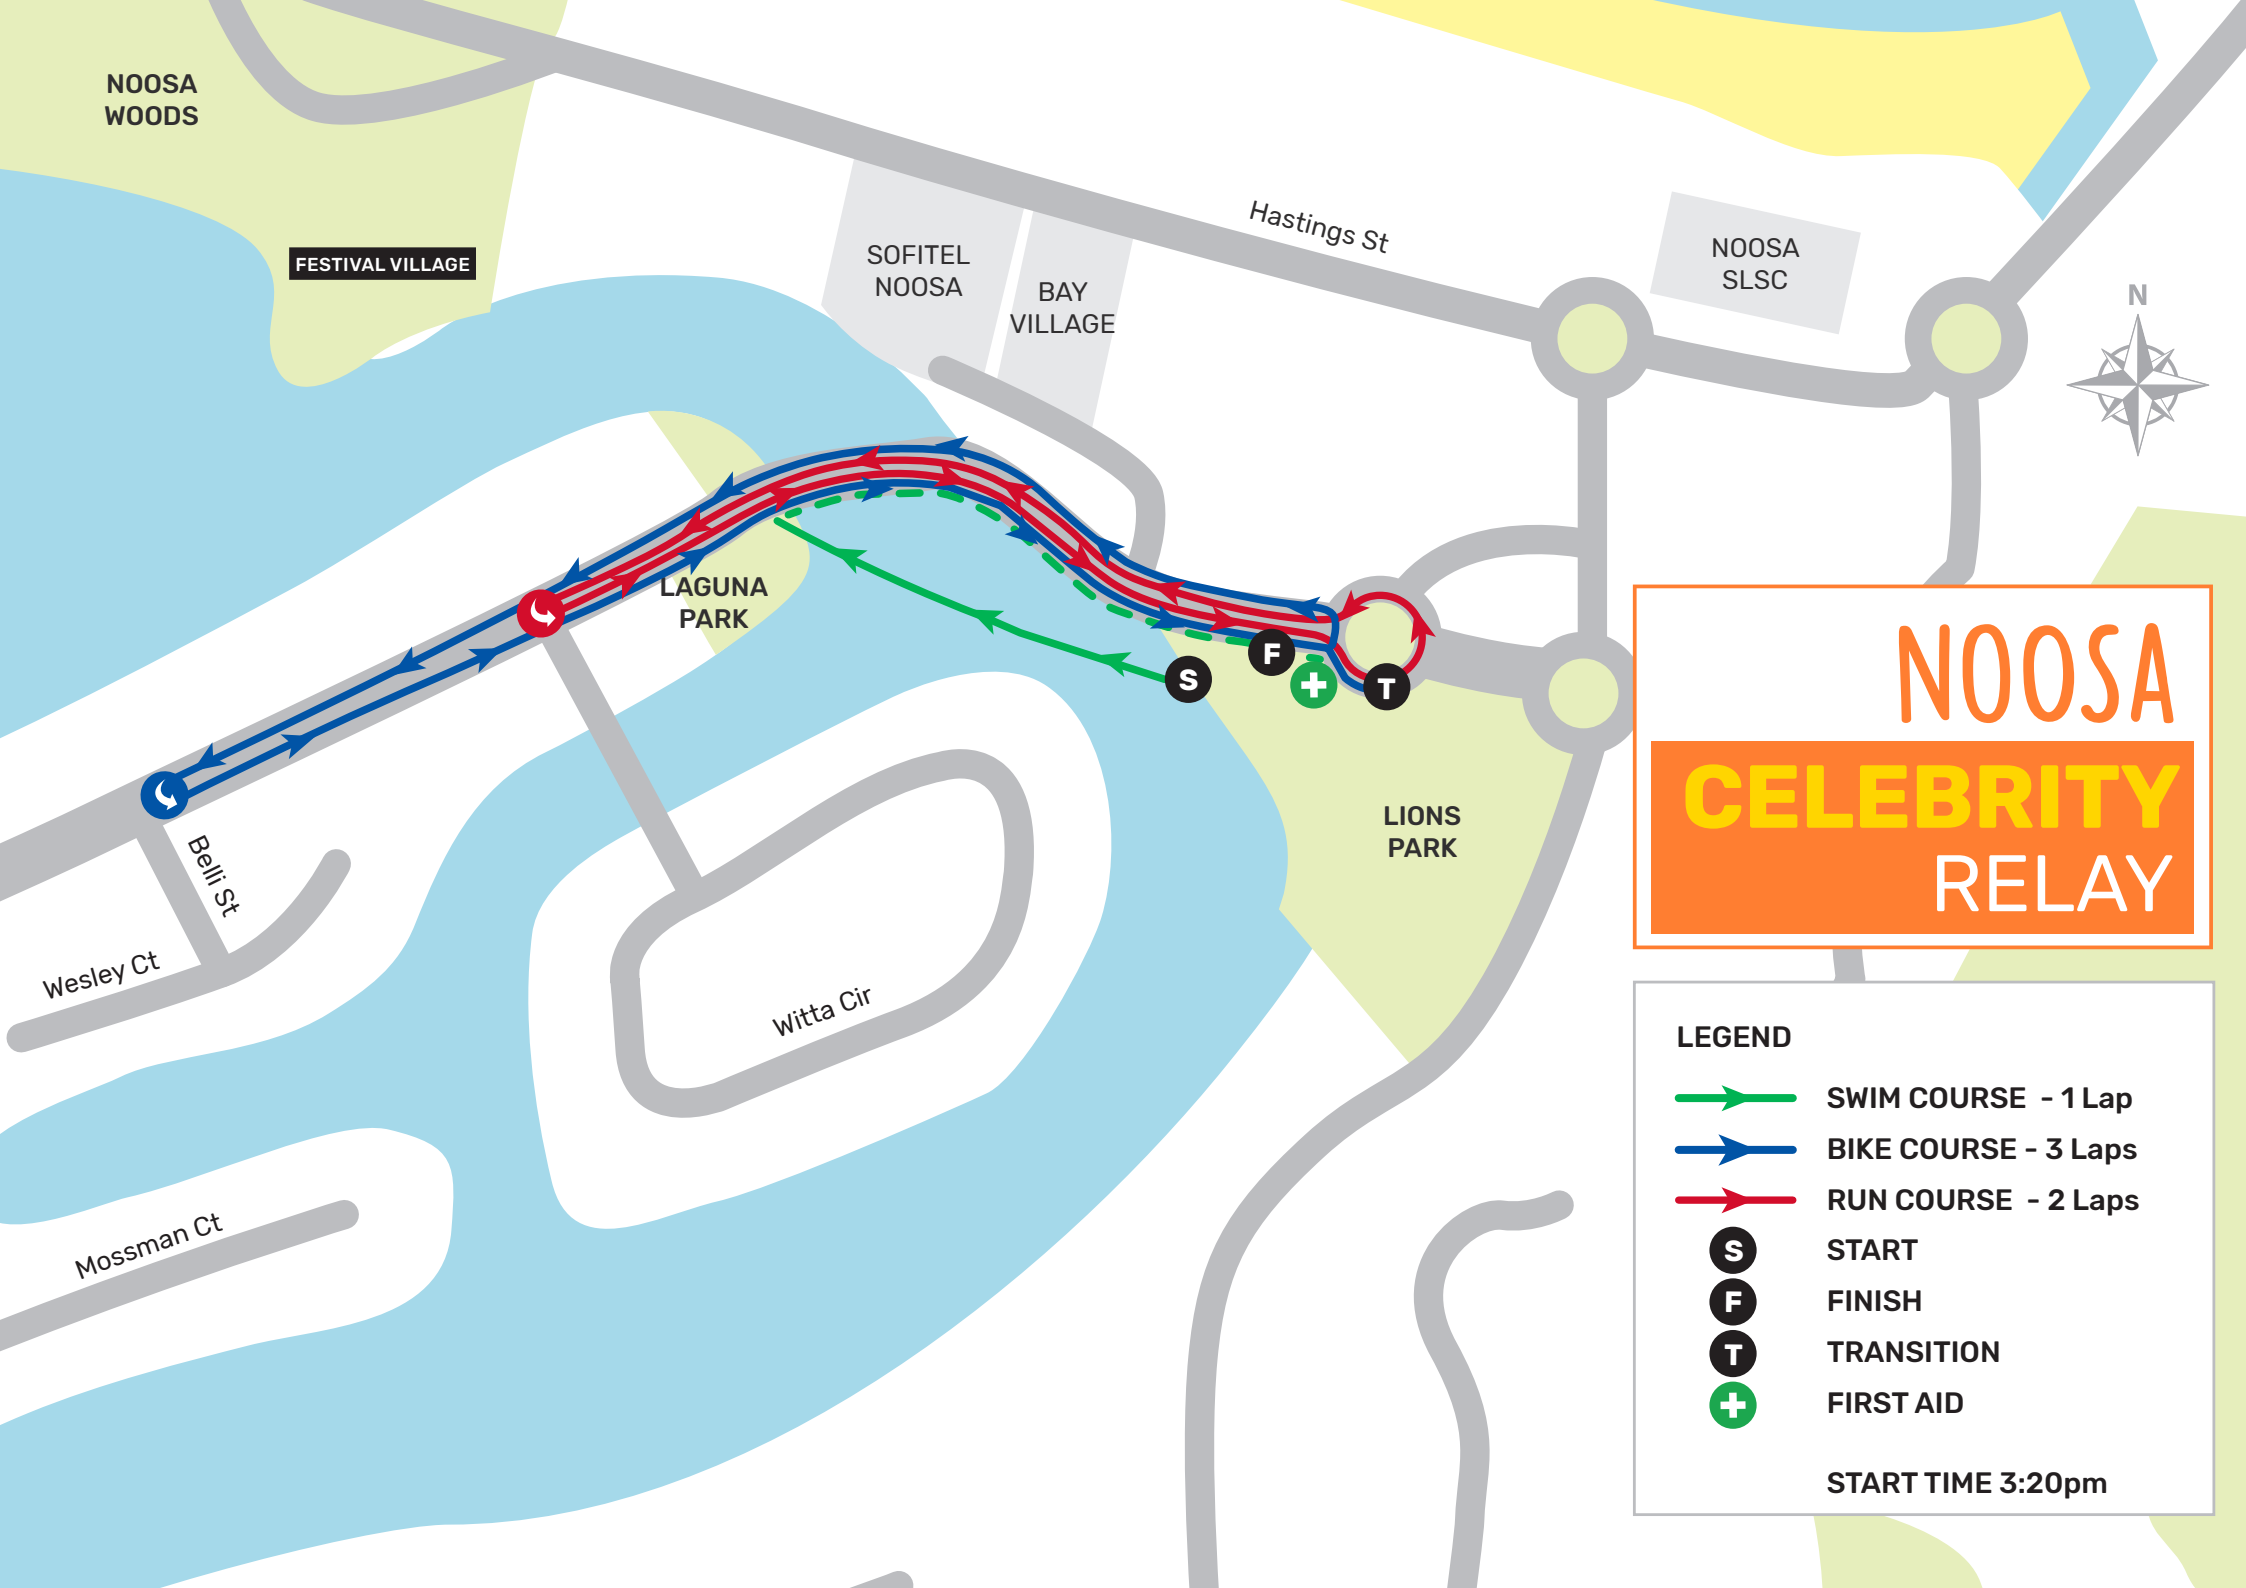 NOOSA
WOODS
FESTIVAL VILLAGE
SOFITEL
NOOSA
BAY
VILLAGE
Hastings St
NOOSA
SLSC
N
LAGUNA
PARK
S
F
T
LIONS
PARK
Belli St
Wesley Ct
Witta Cir
Mossman Ct
NOOSA
CELEBRITY
RELAY
LEGEND
SWIM COURSE - 1 Lap
BIKE COURSE - 3 Laps
RUN COURSE - 2 Laps
S START
F FINISH
T TRANSITION
FIRST AID
START TIME 3:20pm